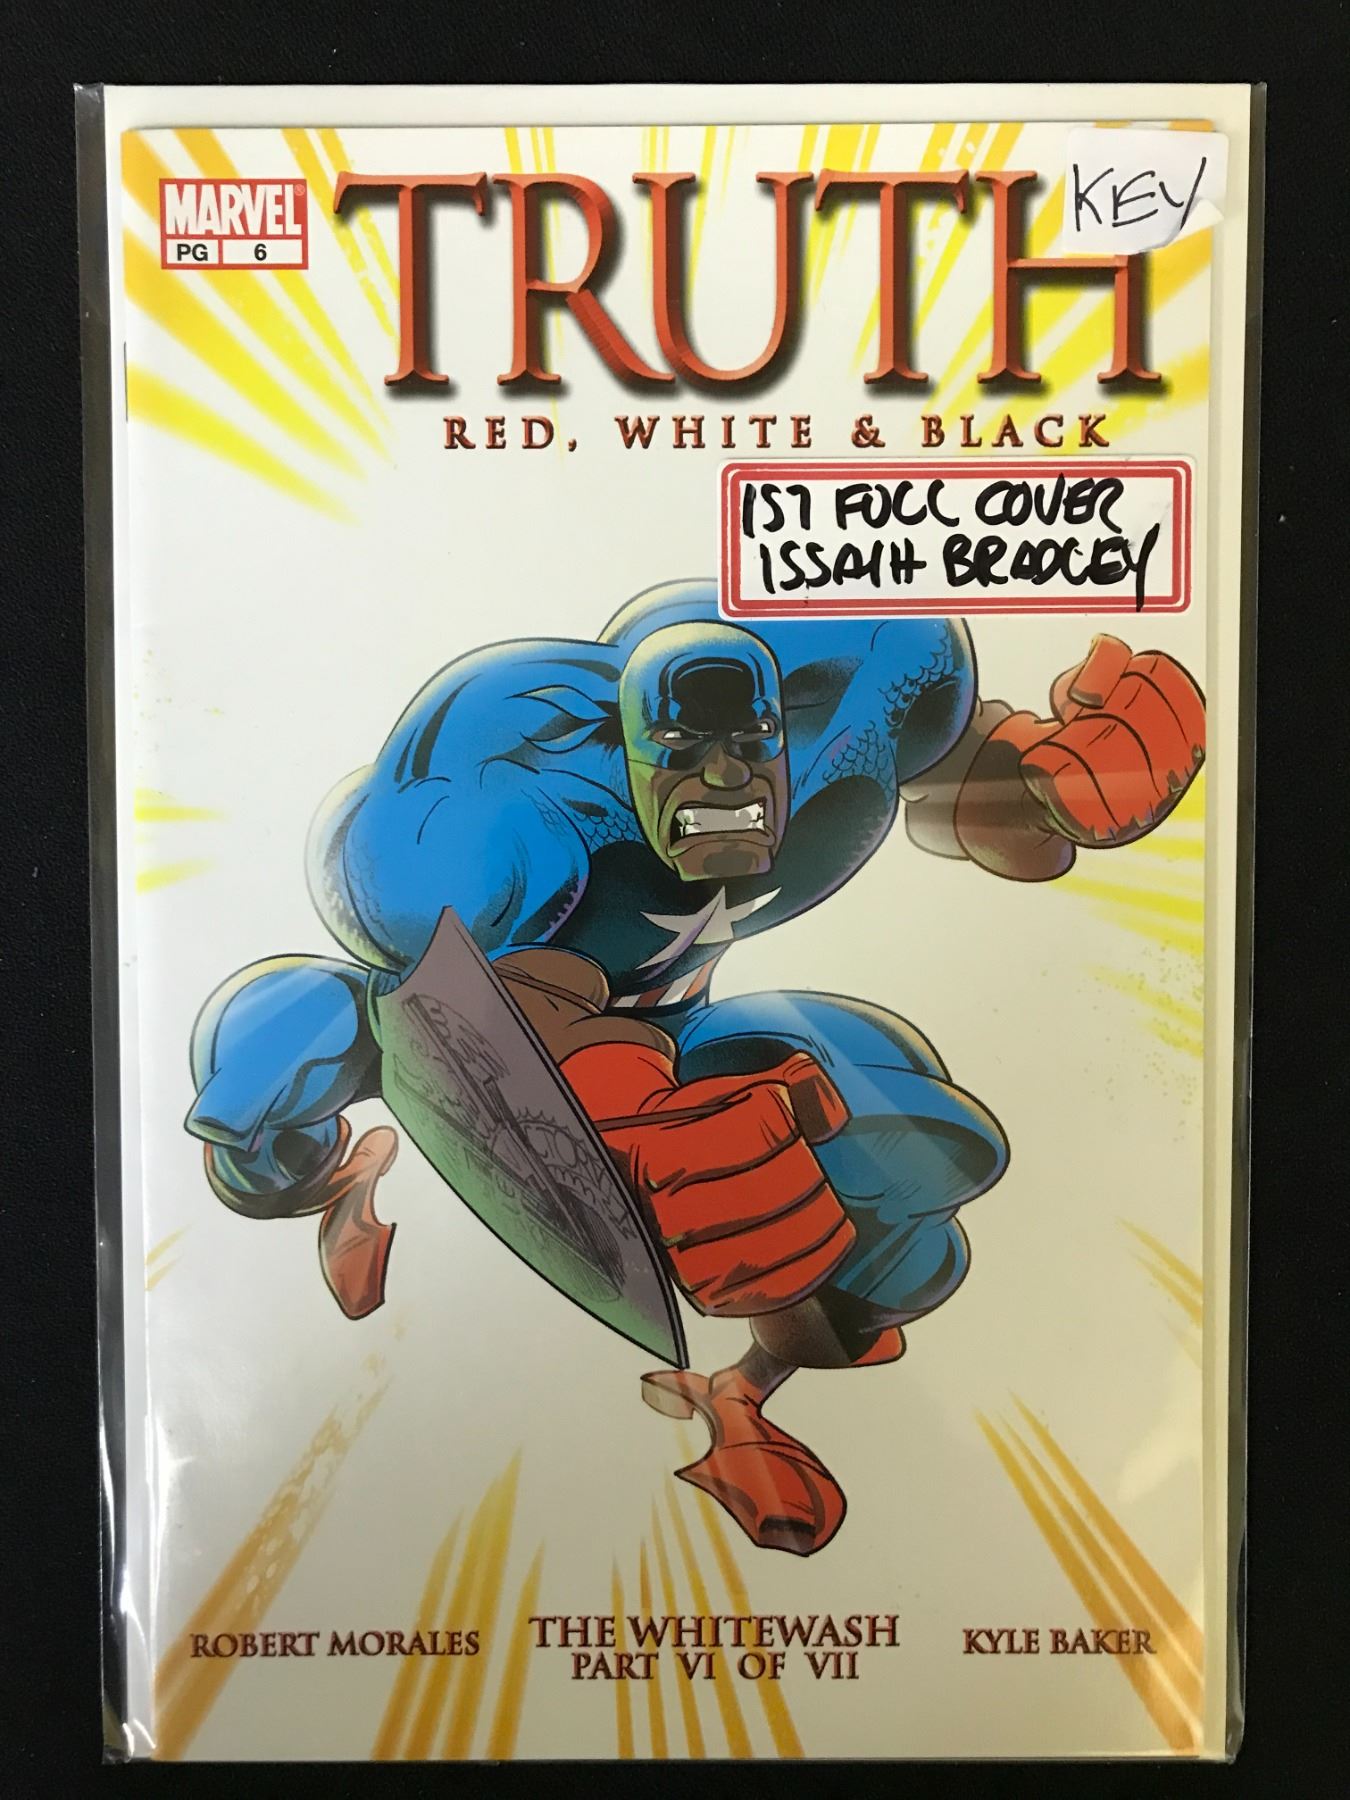 MARVEL®
PG 6
TRUTH
KEY
RED, WHITE & BLACK
1ST FULL COVER
ISSAIH BRADLEY
ROBERT MORALES
THE WHITEWASH
PART VI OF VII
KYLE BAKER